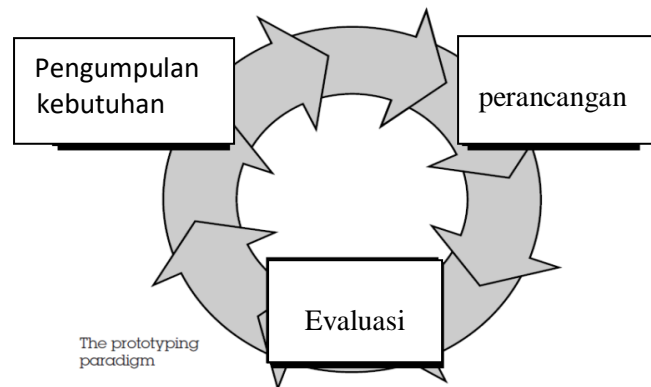 Pengumpulan
kebutuhan
perancangan
Evaluasi
The prototyping
paradigm